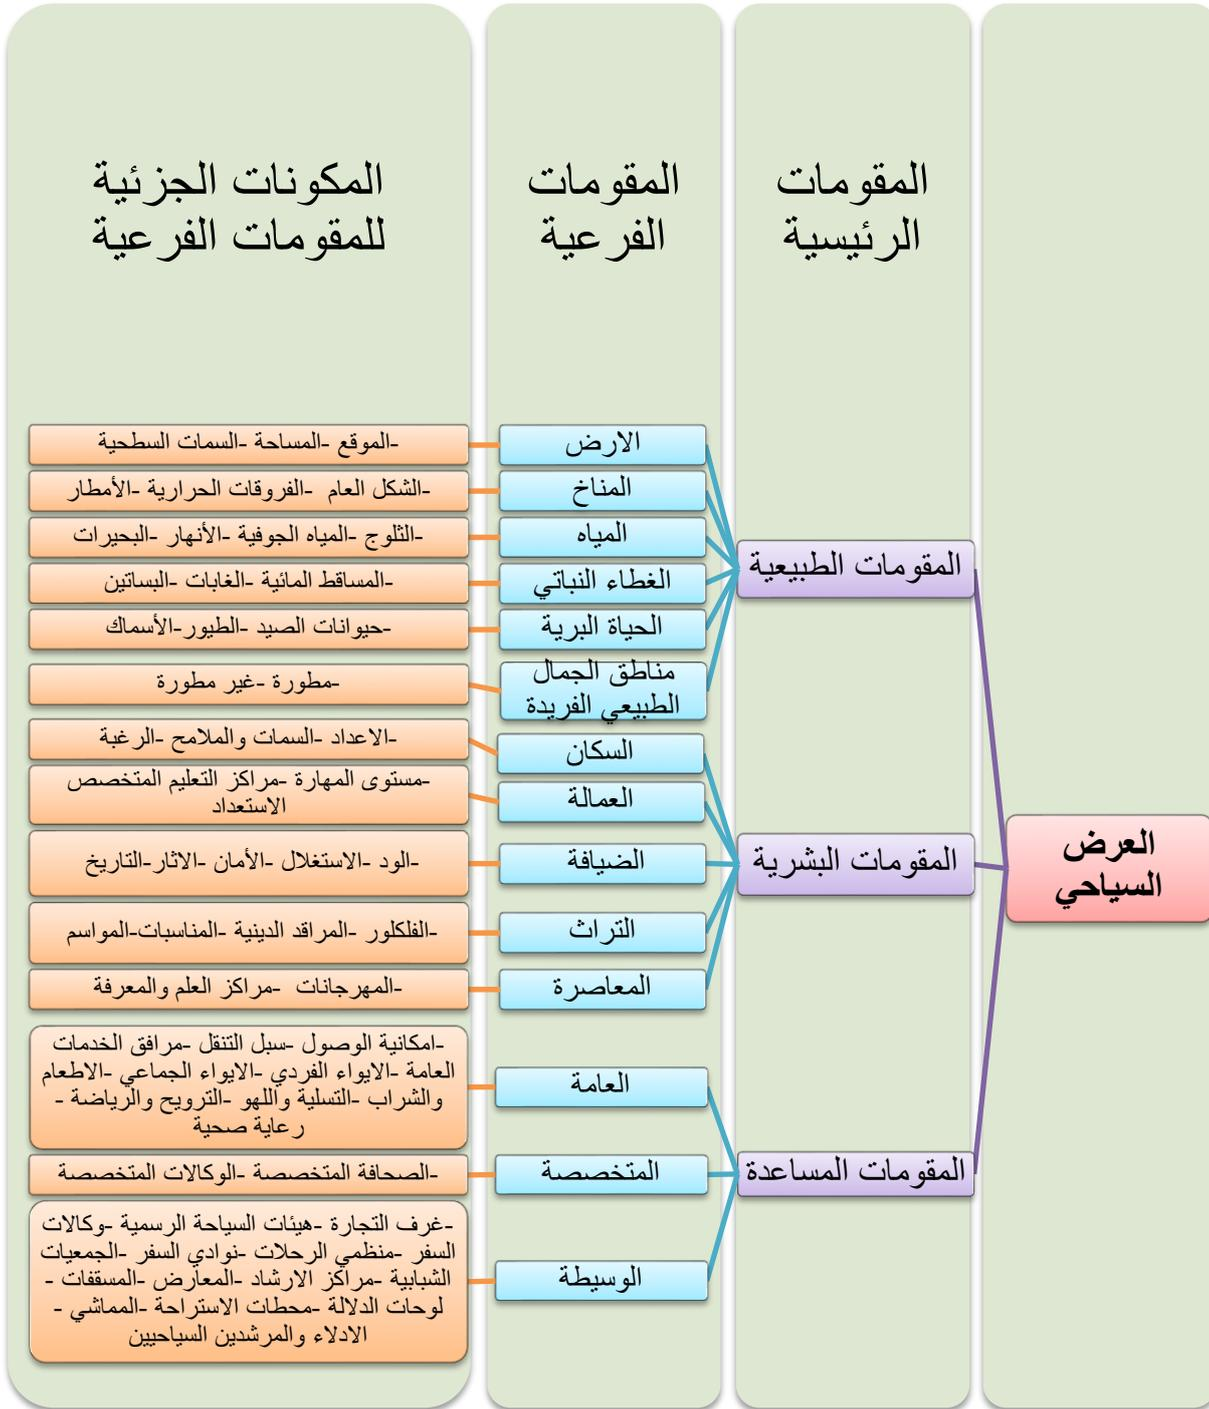 المقومات
الرئيسية
المقومات
الفرعية
المكونات الجزئية
للمقومات الفرعية
العرض
السياحي
المقومات الطبيعية
الارض
-الموقع -المساحة -السمات السطحية
المناخ
-الشكل العام -الفروقات الحرارية -الأمطار
المياه
-الثلوج -المياه الجوفية -الأنهار -البحيرات
الغطاء النباتي
-المساقط المائية -الغابات -البساتين
الحياة البرية
-حيوانات الصيد -الطيور-الأسماك
مناطق الجمال
الطبيعي الفريدة
-مطورة -غير مطورة
المقومات البشرية
السكان
-الاعداد -السمات والملامح -الرغبة
العمالة
-مستوى المهارة -مراكز التعليم المتخصص
الاستعداد
الضيافة
-الود -الاستغلال -الأمان -الاثار-التاريخ
التراث
-الفلكلور -المراقد الدينية -المناسبات-المواسم
المعاصرة
-المهرجانات -مراكز العلم والمعرفة
المقومات المساعدة
العامة
-امكانية الوصول -سبل التنقل -مرافق الخدمات
العامة -الايواء الفردي -الايواء الجماعي -الاطعام
والشراب -التسلية واللهو -الترويح والرياضة -
رعاية صحية
المتخصصة
-الصحافة المتخصصة -الوكالات المتخصصة
الوسيطة
-غرف التجارة -هيئات السياحة الرسمية -وكالات
السفر -منظمي الرحلات -نوادي السفر -الجمعيات
الشبابية -مراكز الارشاد -المعارض -المسقفات -
لوحات الدلالة -محطات الاستراحة -المماشي -
الادلاء والمرشدين السياحيين